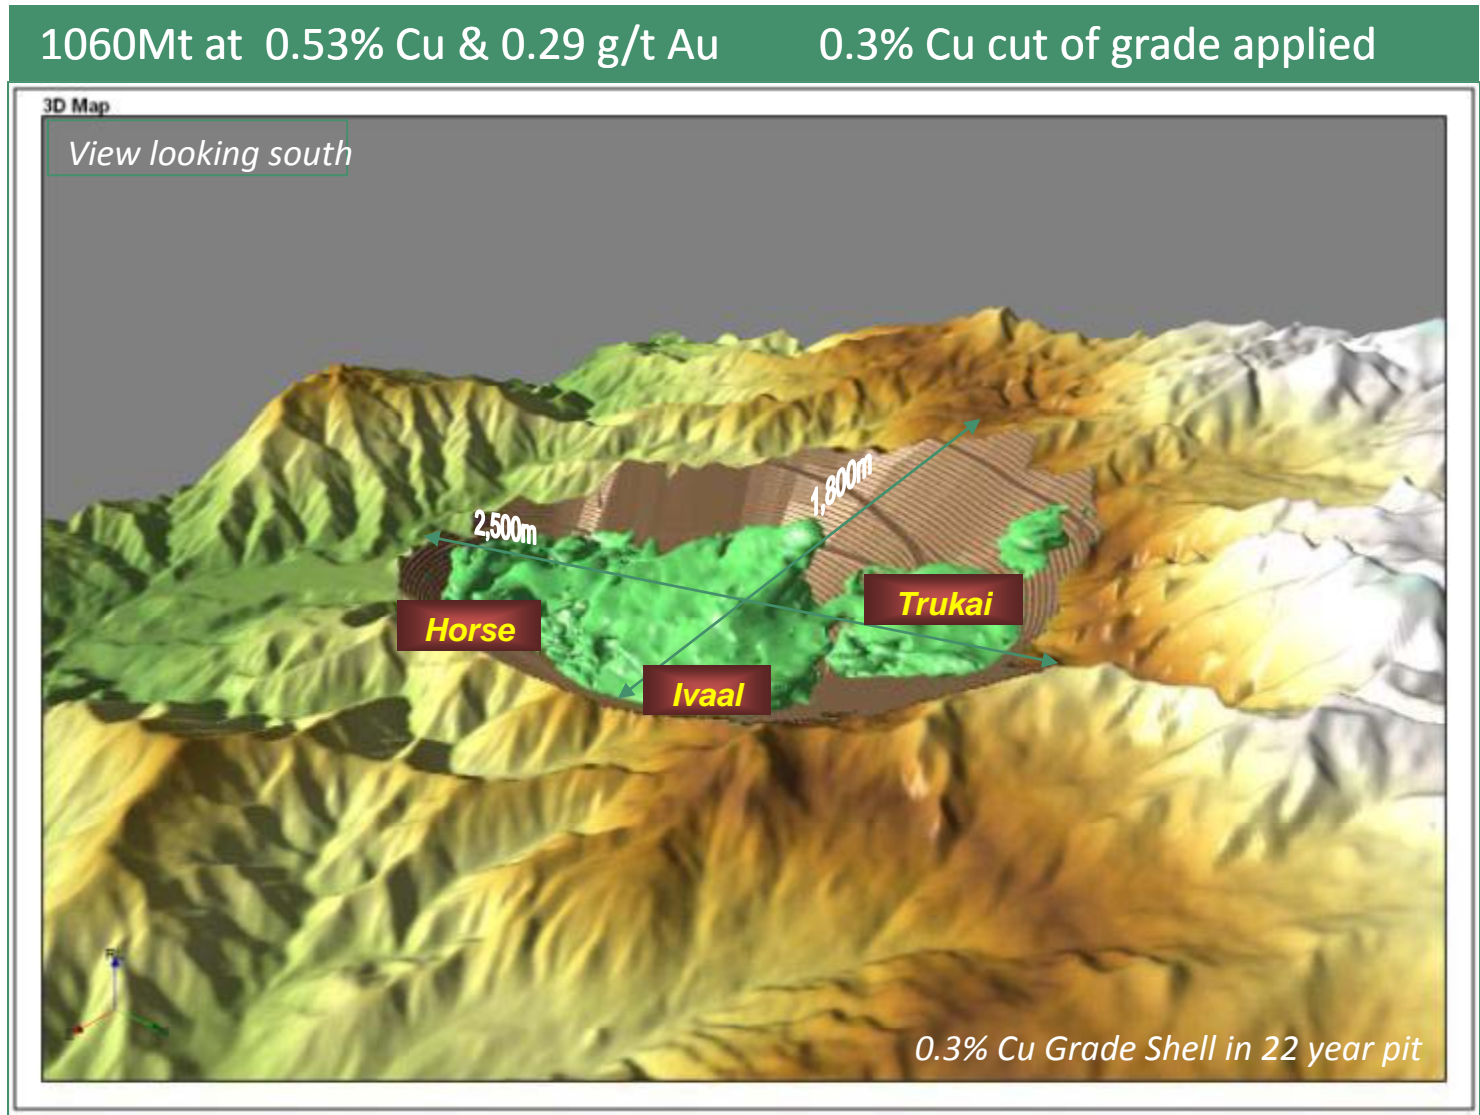 1060Mt at 0.53% Cu & 0.29 g/t Au 0.3% Cu cut of grade applied
3D Map
View looking south
1,800m
2,500m
Trukai
Horse
Ivaal
0.3% Cu Grade Shell in 22 year pit